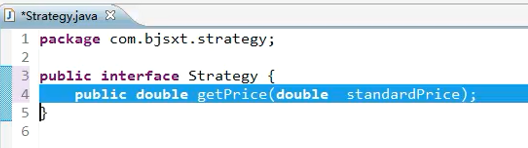 *Strategy.java
1 package com.bjsxt.strategy;
2
3 public interface Strategy {
4 public double getPrice(double  standardPrice);
5 }
6